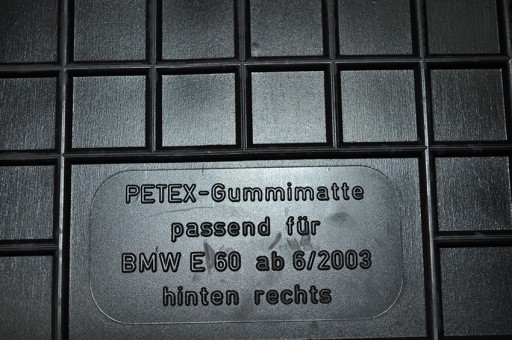 PETEX-Gummimatte
passend für
BMW E 60 ab 6/2003
hinten rechts